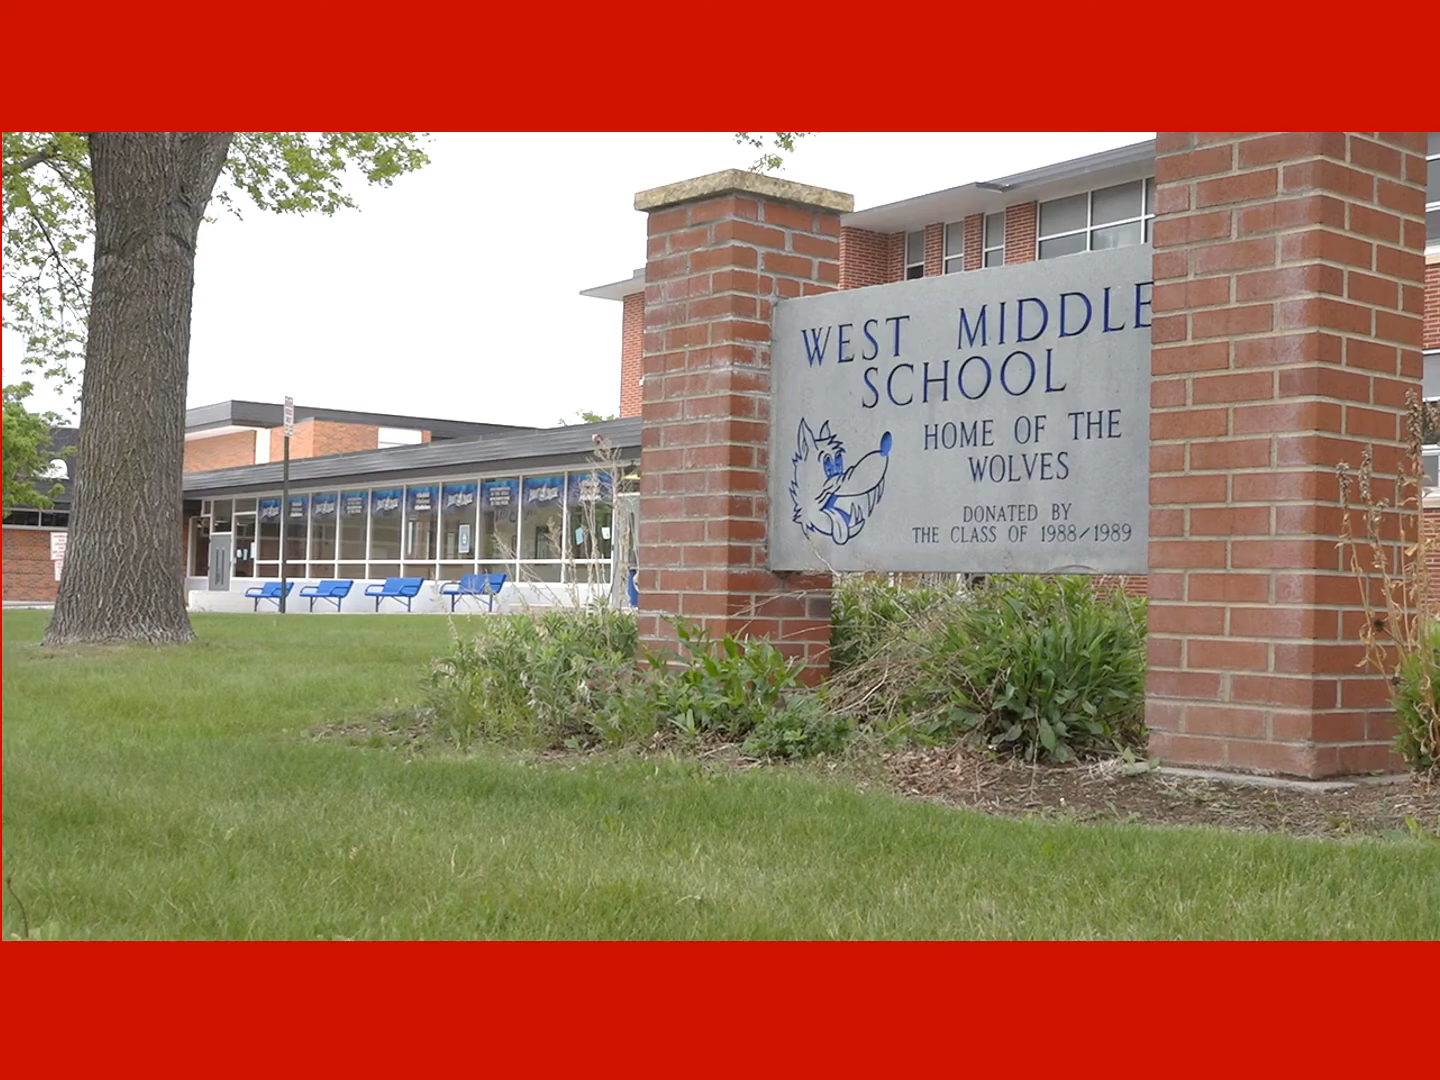 WEST MIDDLE
SCHOOL
HOME OF THE
WOLVES
DONATED BY
THE CLASS OF 1988/1989